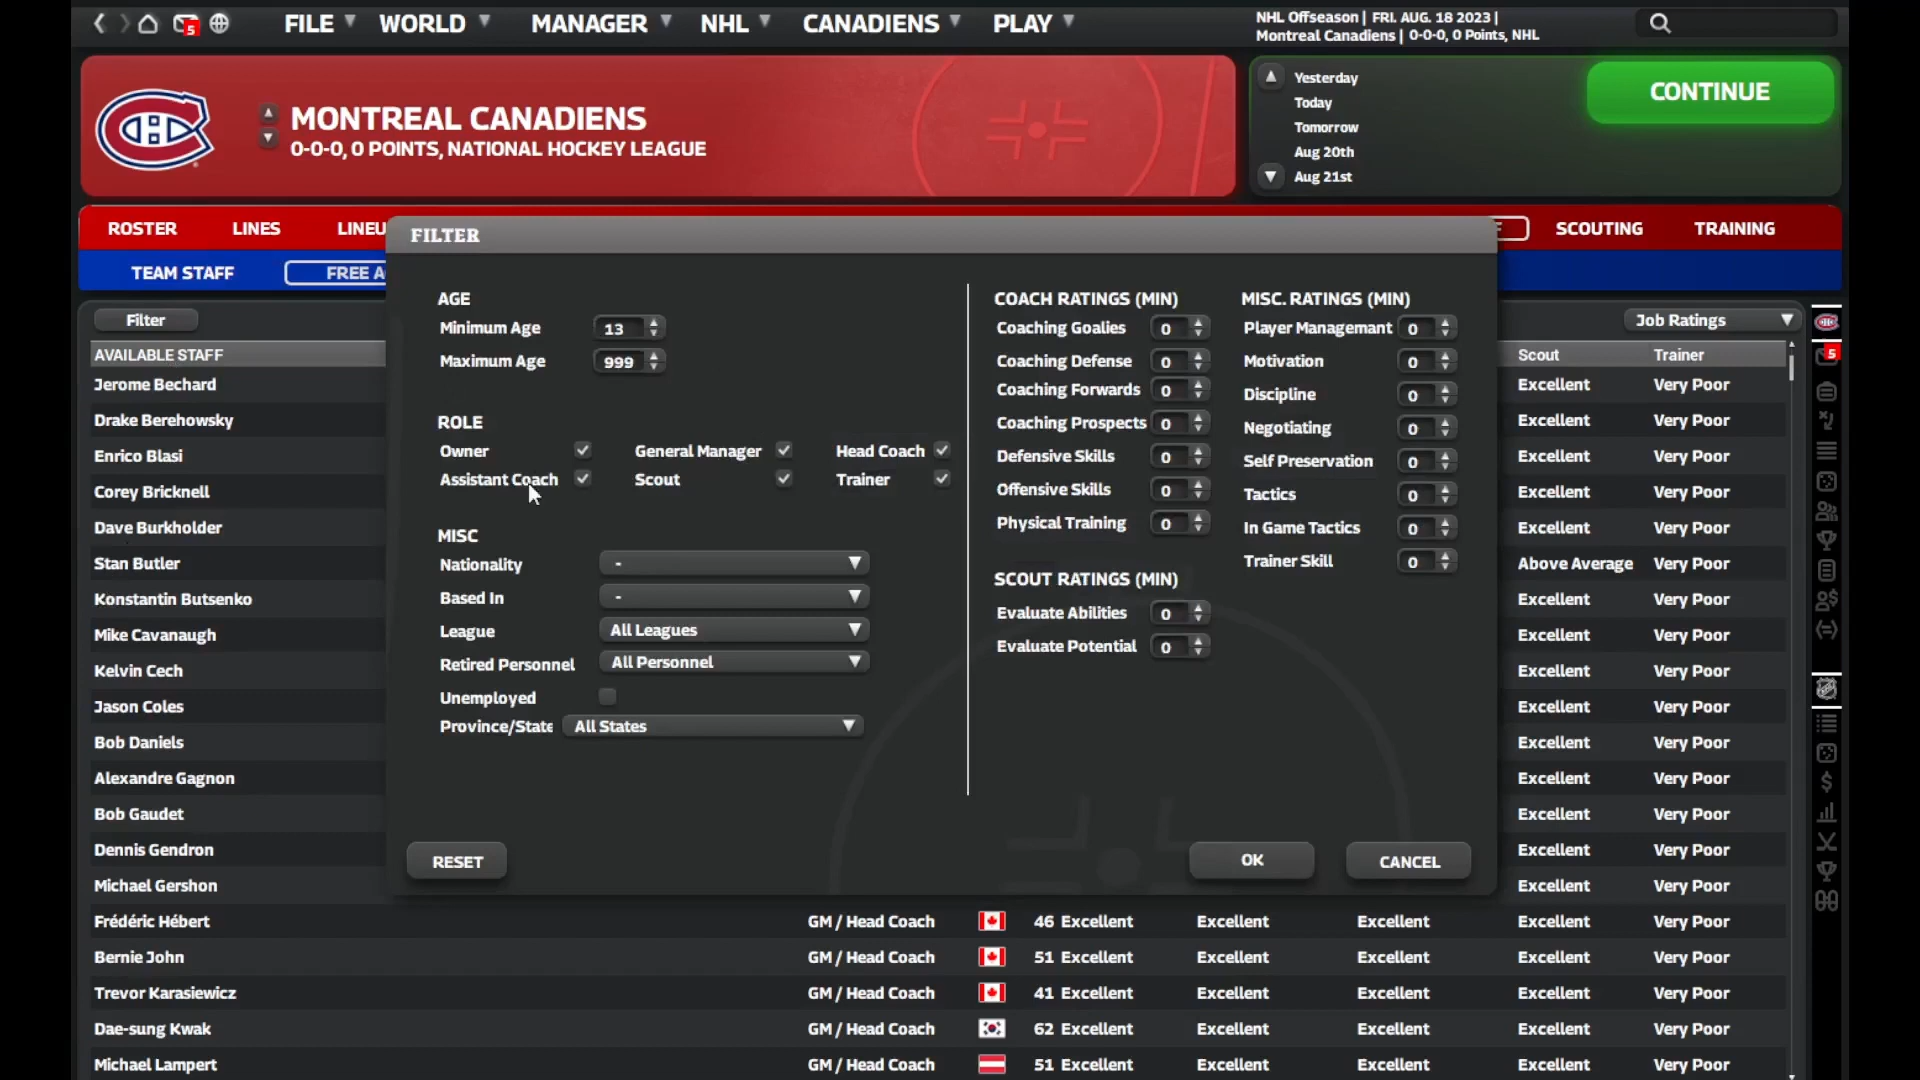 FILE WORLD MANAGER NHL CANADIENS PLAY
5
NHL Offseason | FRI. AUG. 18 2023 |
Montreal Canadiens | 0-0-0, 0 Points, NHL
MONTREAL CANADIENS
0-0-0, 0 POINTS, NATIONAL HOCKEY LEAGUE
Yesterday
Today
Tomorrow
Aug 20th
Aug 21st
CONTINUE
ROSTER LINES LINEU SCOUTING TRAINING
TEAM STAFF FREE A
FILTER
AGE
Minimum Age 13
Maximum Age 999
ROLE
Owner General Manager Head Coach
Assistant Coach Scout Trainer
MISC
Nationality -
Based In -
League All Leagues
Retired Personnel All Personnel
Unemployed
Province/State All States
COACH RATINGS (MIN)
Coaching Goalies 0
Coaching Defense 0
Coaching Forwards 0
Coaching Prospects 0
Defensive Skills 0
Offensive Skills 0
Physical Training 0
SCOUT RATINGS (MIN)
Evaluate Abilities 0
Evaluate Potential 0
MISC. RATINGS (MIN)
Player Managemant 0
Motivation 0
Discipline 0
Negotiating 0
Self Preservation 0
Tactics 0
In Game Tactics 0
Trainer Skill 0
RESET OK CANCEL
Filter Job Ratings
5
AVAILABLE STAFF Scout Trainer
Jerome Bechard Excellent Very Poor
Drake Berehowsky Excellent Very Poor
Enrico Blasi Excellent Very Poor
Corey Bricknell Excellent Very Poor
Dave Burkholder Excellent Very Poor
Stan Butler Above Average Very Poor
Konstantin Butsenko Excellent Very Poor
Mike Cavanaugh Excellent Very Poor
Kelvin Cech Excellent Very Poor
Jason Coles Excellent Very Poor
Bob Daniels Excellent Very Poor
Alexandre Gagnon Excellent Very Poor
Bob Gaudet Excellent Very Poor
Dennis Gendron Excellent Very Poor
Michael Gershon Excellent Very Poor
Frédéric Hébert GM / Head Coach 46 Excellent Excellent Excellent Excellent Very Poor
Bernie John GM / Head Coach 51 Excellent Excellent Excellent Excellent Very Poor
Trevor Karasiewicz GM / Head Coach 41 Excellent Excellent Excellent Excellent Very Poor
Dae-sung Kwak GM / Head Coach 62 Excellent Excellent Excellent Excellent Very Poor
Michael Lampert GM / Head Coach 51 Excellent Excellent Excellent Excellent Very Poor